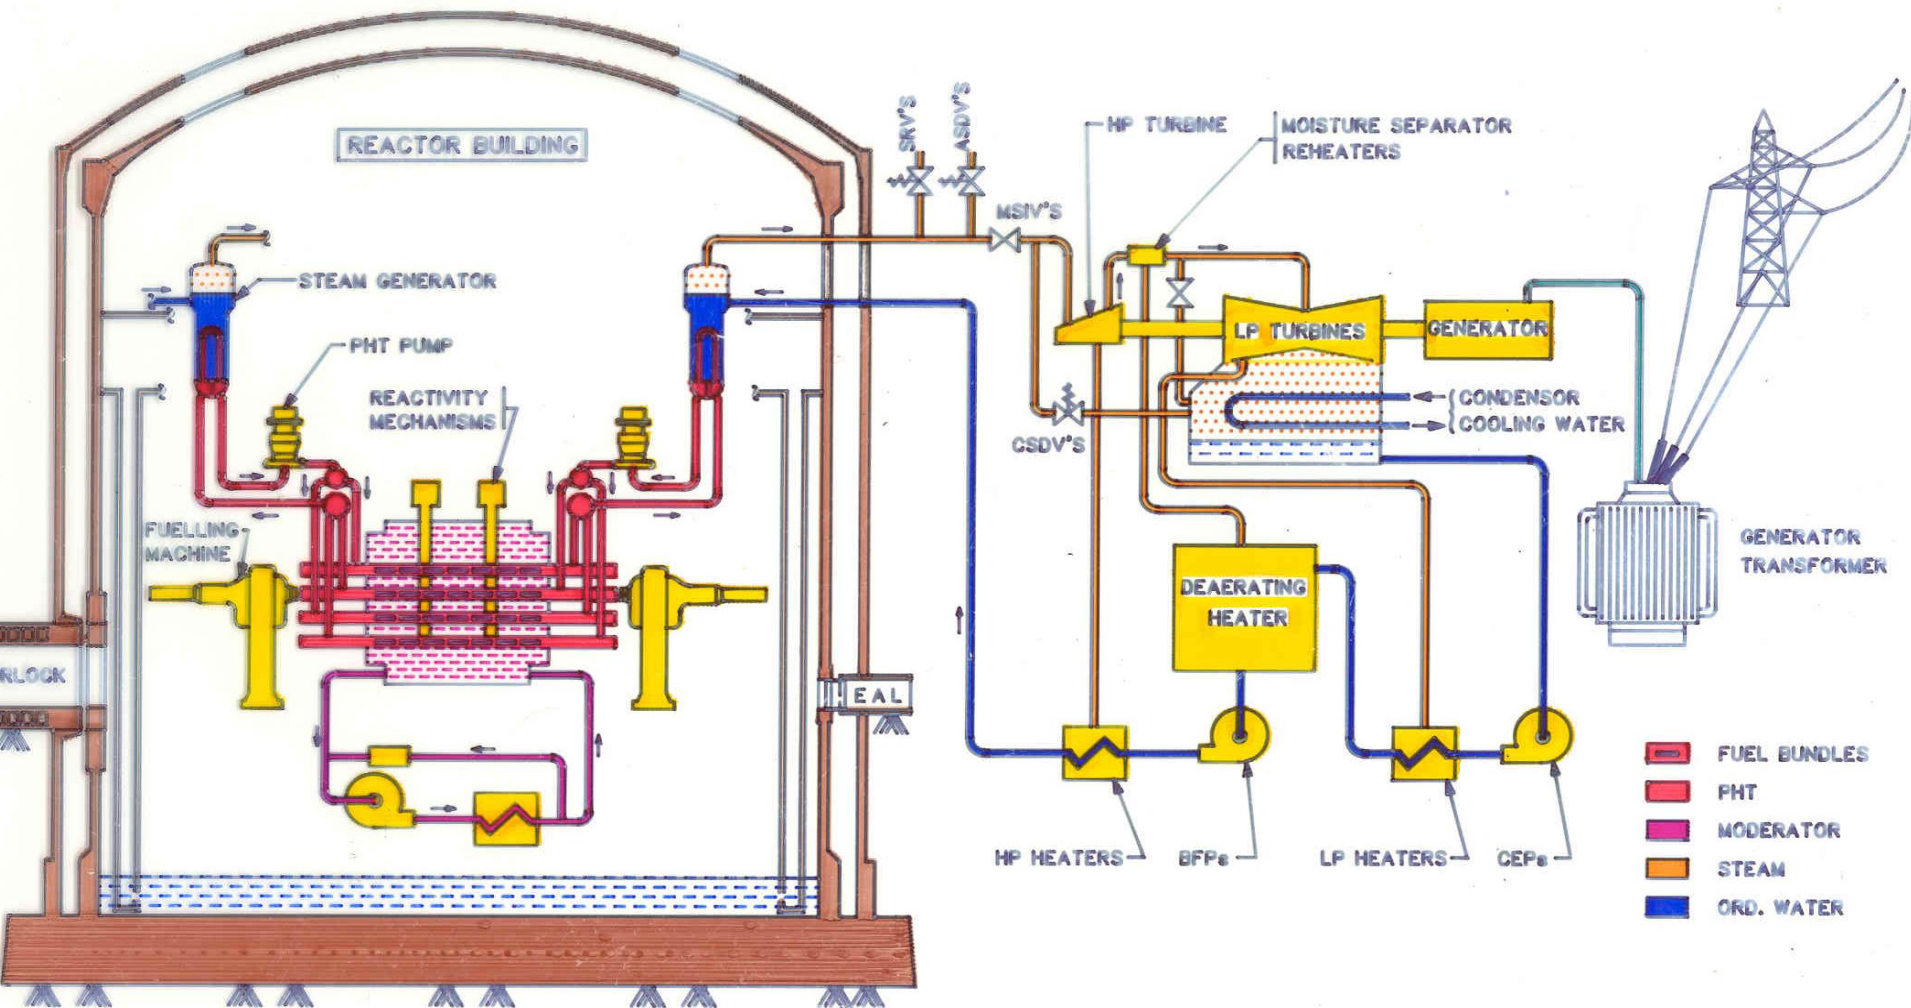 REACTOR BUILDING
SRV'S
ASDV'S
HP TURBINE
MOISTURE SEPARATOR
REHEATERS
MSIV'S
STEAM GENERATOR
PHT PUMP
REACTIVITY
MECHANISMS
LP TURBINES
GENERATOR
CONDENSOR
COOLING WATER
CSDV'S
FUELLING
MACHINE
DEAERATING
HEATER
GENERATOR
TRANSFORMER
RLOCK
EAL
FUEL BUNDLES
PHT
MODERATOR
STEAM
ORD. WATER
HP HEATERS
BFPs
LP HEATERS
CEPs